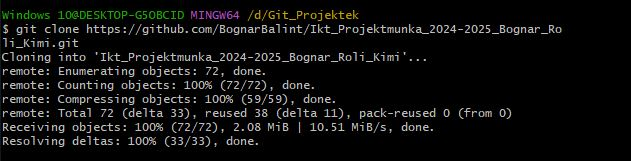 Windows 10@DESKTOP-G5OBCID MINGW64 /d/Git_Projektek
$ git clone https://github.com/BognarBalint/Ikt_Projektmunka_2024-2025_Bognar_Ro
li_Kimi.git
Cloning into 'Ikt_Projektmunka_2024-2025_Bognar_Roli_Kimi'...
remote: Enumerating objects: 72, done.
remote: Counting objects: 100% (72/72), done.
remote: Compressing objects: 100% (59/59), done.
remote: Total 72 (delta 33), reused 38 (delta 11), pack-reused 0 (from 0)
Receiving objects: 100% (72/72), 2.08 MiB | 10.51 MiB/s, done.
Resolving deltas: 100% (33/33), done.